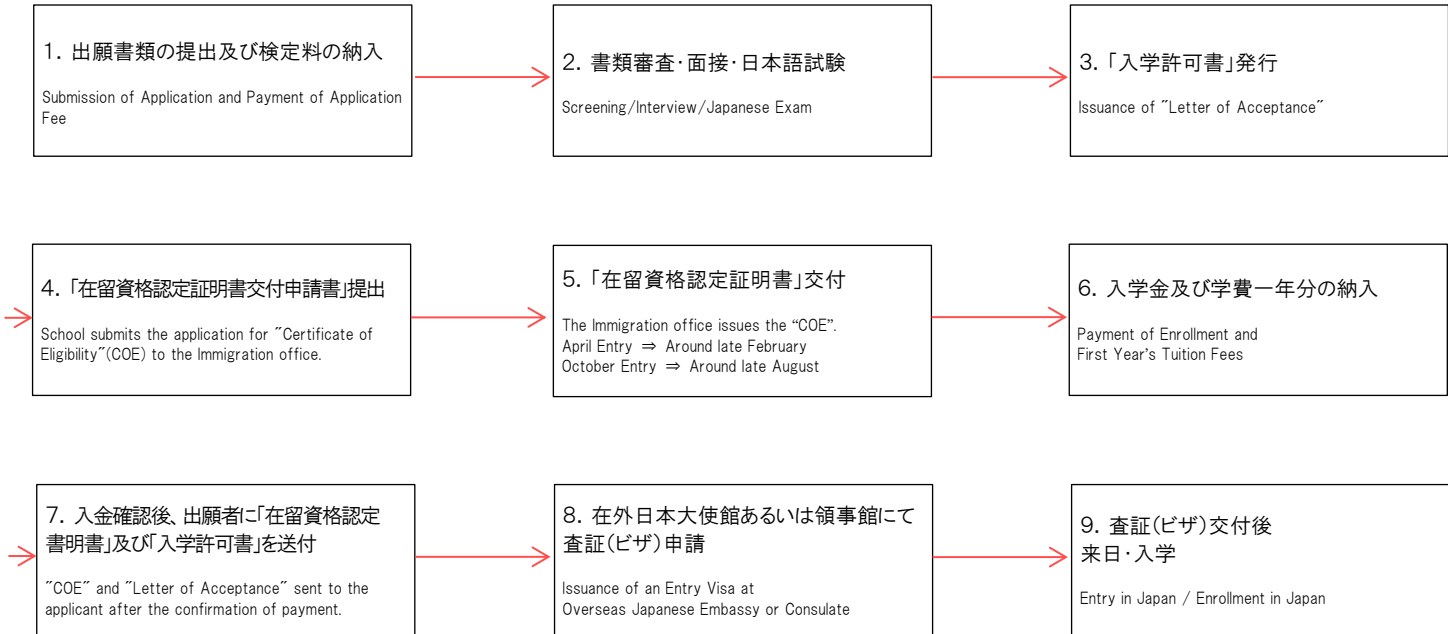 1. 出願書類の提出及び検定料の納入
Submission of Application and Payment of Application
Fee
2. 書類審査・面接・日本語試験
Screening/Interview/Japanese Exam
3. 「入学許可書」発行
Issuance of "Letter of Acceptance"
4. 「在留資格認定証明書交付申請書」提出
School submits the application for "Certificate of
Eligibility"(COE) to the Immigration office.
5. 「在留資格認定証明書」交付
The Immigration office issues the “COE”.
April Entry ⇒ Around late February
October Entry ⇒ Around late August
6. 入学金及び学費一年分の納入
Payment of Enrollment and
First Year's Tuition Fees
7. 入金確認後、出願者に「在留資格認定
書明書」及び「入学許可書」を送付
"COE" and "Letter of Acceptance" sent to the
applicant after the confirmation of payment.
8. 在外日本大使館あるいは領事館にて
査証(ビザ)申請
Issuance of an Entry Visa at
Overseas Japanese Embassy or Consulate
9. 査証(ビザ)交付後
来日・入学
Entry in Japan / Enrollment in Japan